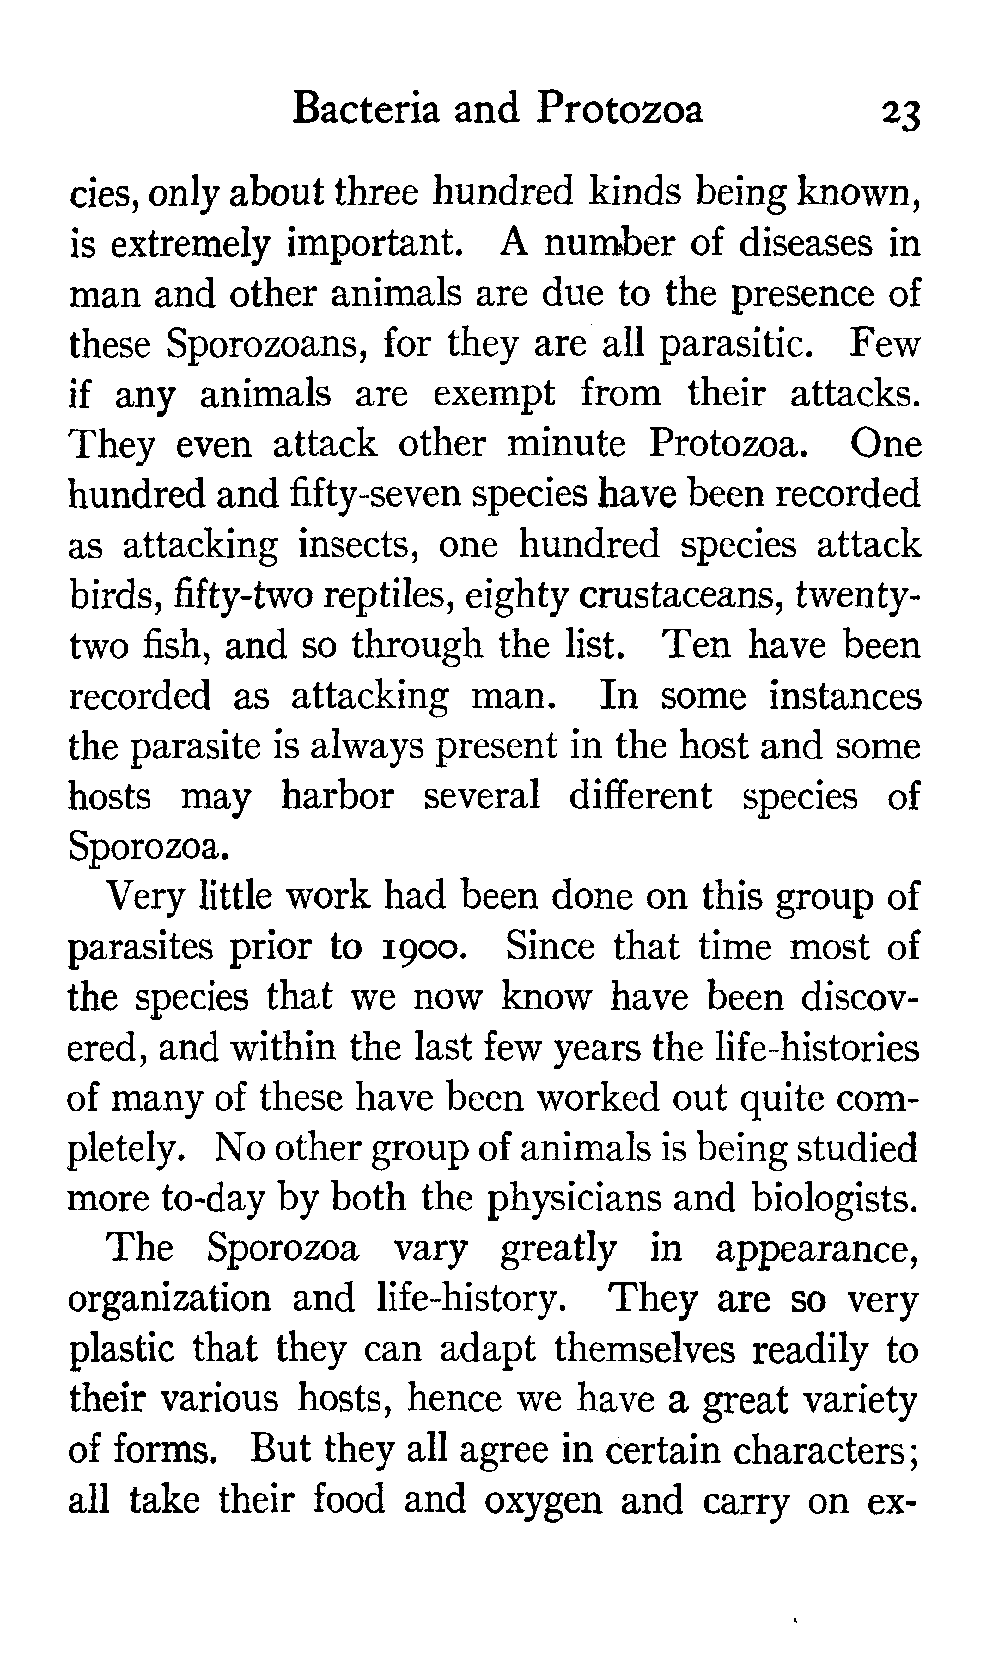 Bacteria and Protozoa 23
cies, only about three hundred kinds being known,
is extremely important. A number of diseases in
man and other animals are due to the presence of
these Sporozoans, for they are all parasitic. Few
if any animals are exempt from their attacks.
They even attack other minute Protozoa. One
hundred and fifty-seven species have been recorded
as attacking insects, one hundred species attack
birds, fifty-two reptiles, eighty crustaceans, twenty-
two fish, and so through the list. Ten have been
recorded as attacking man. In some instances
the parasite is always present in the host and some
hosts may harbor several different species of
Sporozoa.
Very little work had been done on this group of
parasites prior to 1900. Since that time most of
the species that we now know have been discov-
ered, and within the last few years the life-histories
of many of these have been worked out quite com-
pletely. No other group of animals is being studied
more to-day by both the physicians and biologists.
The Sporozoa vary greatly in appearance,
organization and life-history. They are so very
plastic that they can adapt themselves readily to
their various hosts, hence we have a great variety
of forms. But they all agree in certain characters;
all take their food and oxygen and carry on ex-